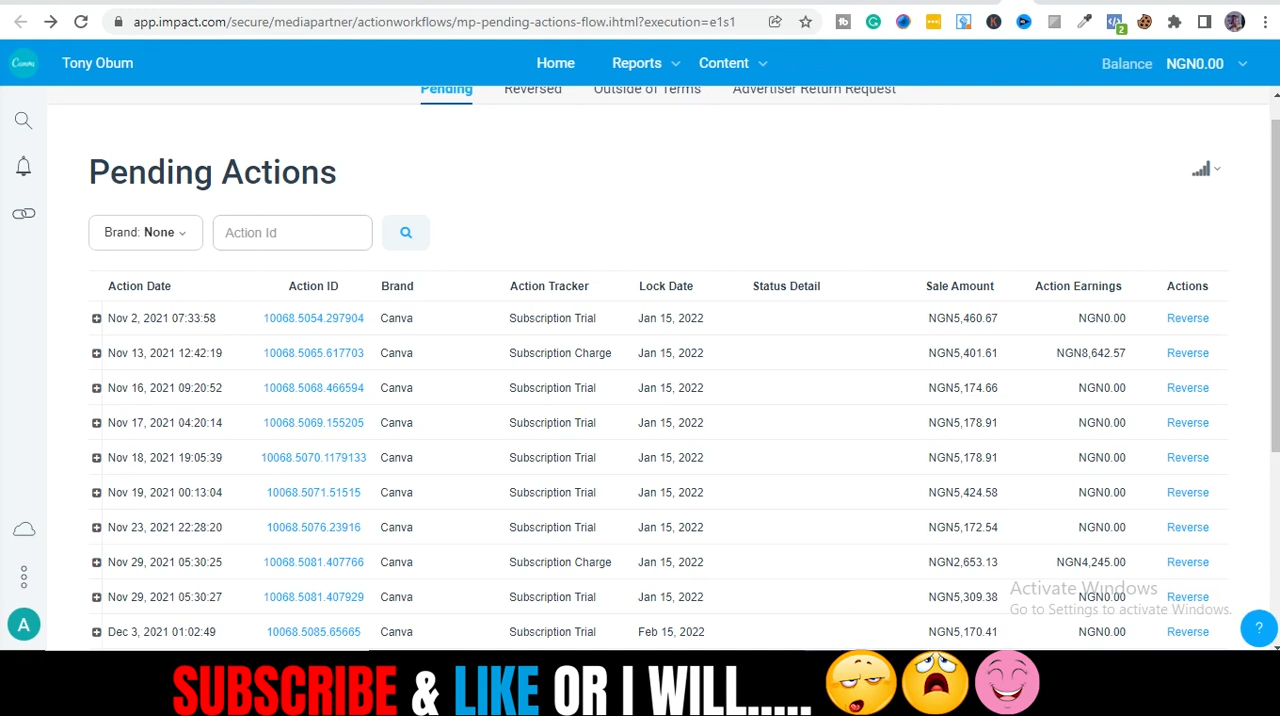 app.impact.com/secure/mediapartner/actionworkflows/mp-pending-actions-flow.ihtml?execution=e1s1
2
Canva
Tony Obum
Home
Reports
Content
Balance NGN0.00
Pending Reversed Outside of Terms Advertiser Return Request
Pending Actions
Brand: None
Action Id
Action Date Action ID Brand Action Tracker Lock Date Status Detail Sale Amount Action Earnings Actions
Nov 2, 2021 07:33:58 10068.5054.297904 Canva Subscription Trial Jan 15, 2022 NGN5,460.67 NGN0.00 Reverse
Nov 13, 2021 12:42:19 10068.5065.617703 Canva Subscription Charge Jan 15, 2022 NGN5,401.61 NGN8,642.57 Reverse
Nov 16, 2021 09:20:52 10068.5068.466594 Canva Subscription Trial Jan 15, 2022 NGN5,174.66 NGN0.00 Reverse
Nov 17, 2021 04:20:14 10068.5069.155205 Canva Subscription Trial Jan 15, 2022 NGN5,178.91 NGN0.00 Reverse
Nov 18, 2021 19:05:39 10068.5070.1179133 Canva Subscription Trial Jan 15, 2022 NGN5,178.91 NGN0.00 Reverse
Nov 19, 2021 00:13:04 10068.5071.51515 Canva Subscription Trial Jan 15, 2022 NGN5,424.58 NGN0.00 Reverse
Nov 23, 2021 22:28:20 10068.5076.23916 Canva Subscription Trial Jan 15, 2022 NGN5,172.54 NGN0.00 Reverse
Nov 29, 2021 05:30:25 10068.5081.407766 Canva Subscription Charge Jan 15, 2022 NGN2,653.13 NGN4,245.00 Reverse
Nov 29, 2021 05:30:27 10068.5081.407929 Canva Subscription Trial Jan 15, 2022 NGN5,309.38 NGN0.00 Reverse
Dec 3, 2021 01:02:49 10068.5085.65665 Canva Subscription Trial Feb 15, 2022 NGN5,170.41 NGN0.00 Reverse
Activate Windows
Go to Settings to activate Windows.
A
?
SUBSCRIBE & LIKE OR I WILL.....